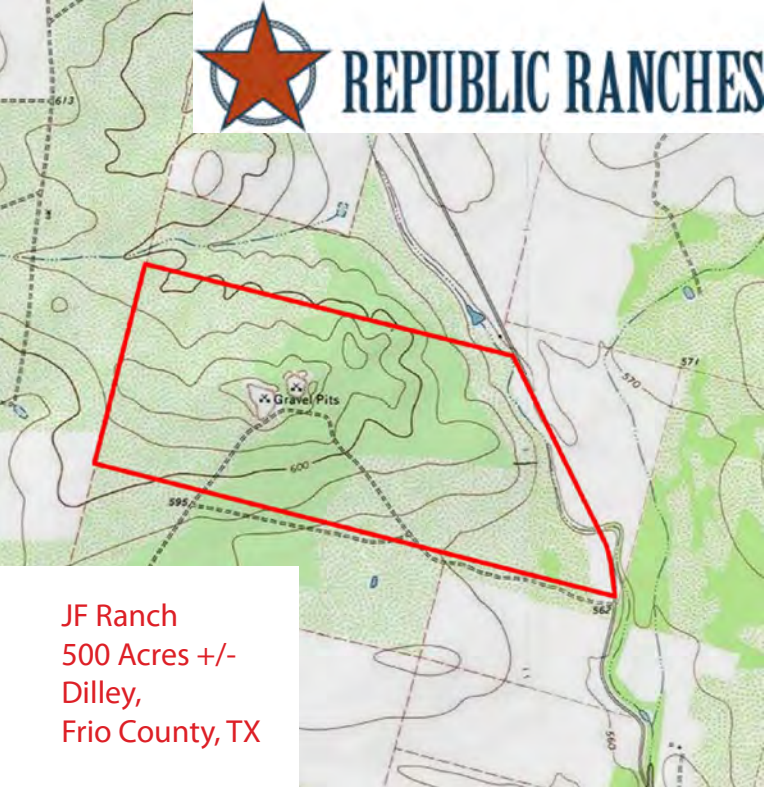 REPUBLIC RANCHES
613
571
570
Gravel Pits
600
595
562
560
JF Ranch
500 Acres +/-
Dilley,
Frio County, TX